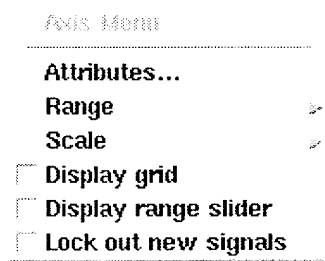 Axis Menu
Attributes...
Range
Scale
Display grid
Display range slider
Lock out new signals